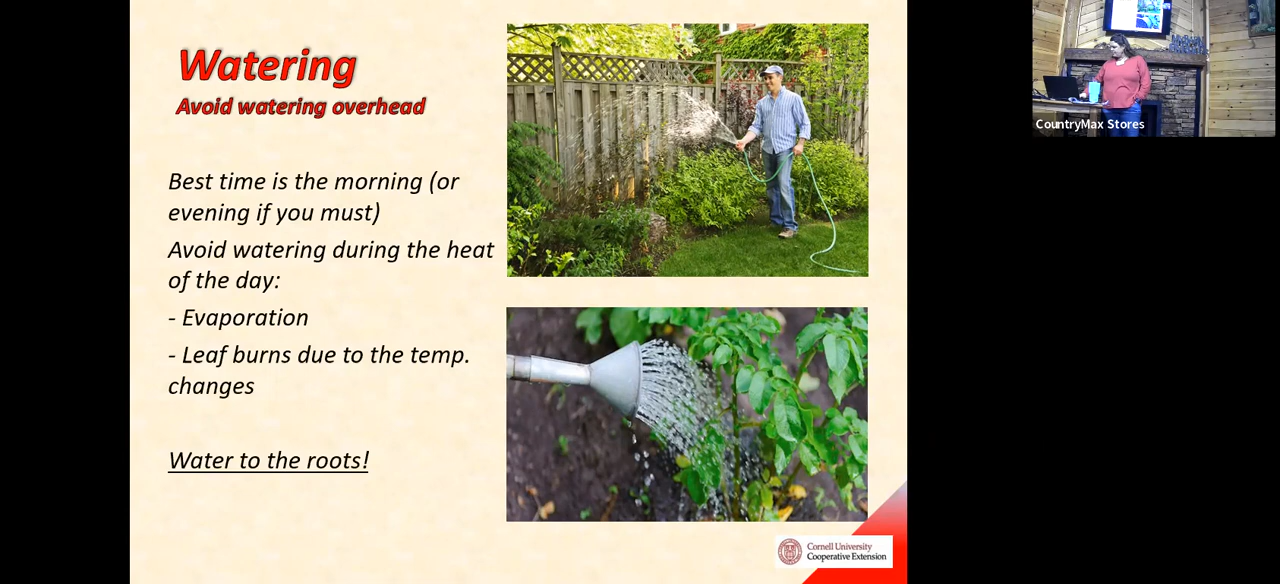 Watering
Avoid watering overhead
Best time is the morning (or
evening if you must)
Avoid watering during the heat
of the day:
- Evaporation
- Leaf burns due to the temp.
changes
Water to the roots!
Cornell University
Cooperative Extension
CountryMax Stores